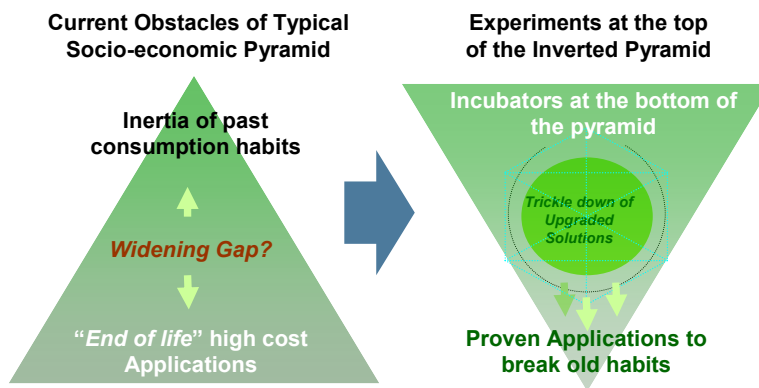 Current Obstacles of Typical
Socio-economic Pyramid
Inertia of past
consumption habits
Widening Gap?
“End of life” high cost
Applications
Experiments at the top
of the Inverted Pyramid
Incubators at the bottom of
the pyramid
Trickle down of
Upgraded
Solutions
Proven Applications to
break old habits